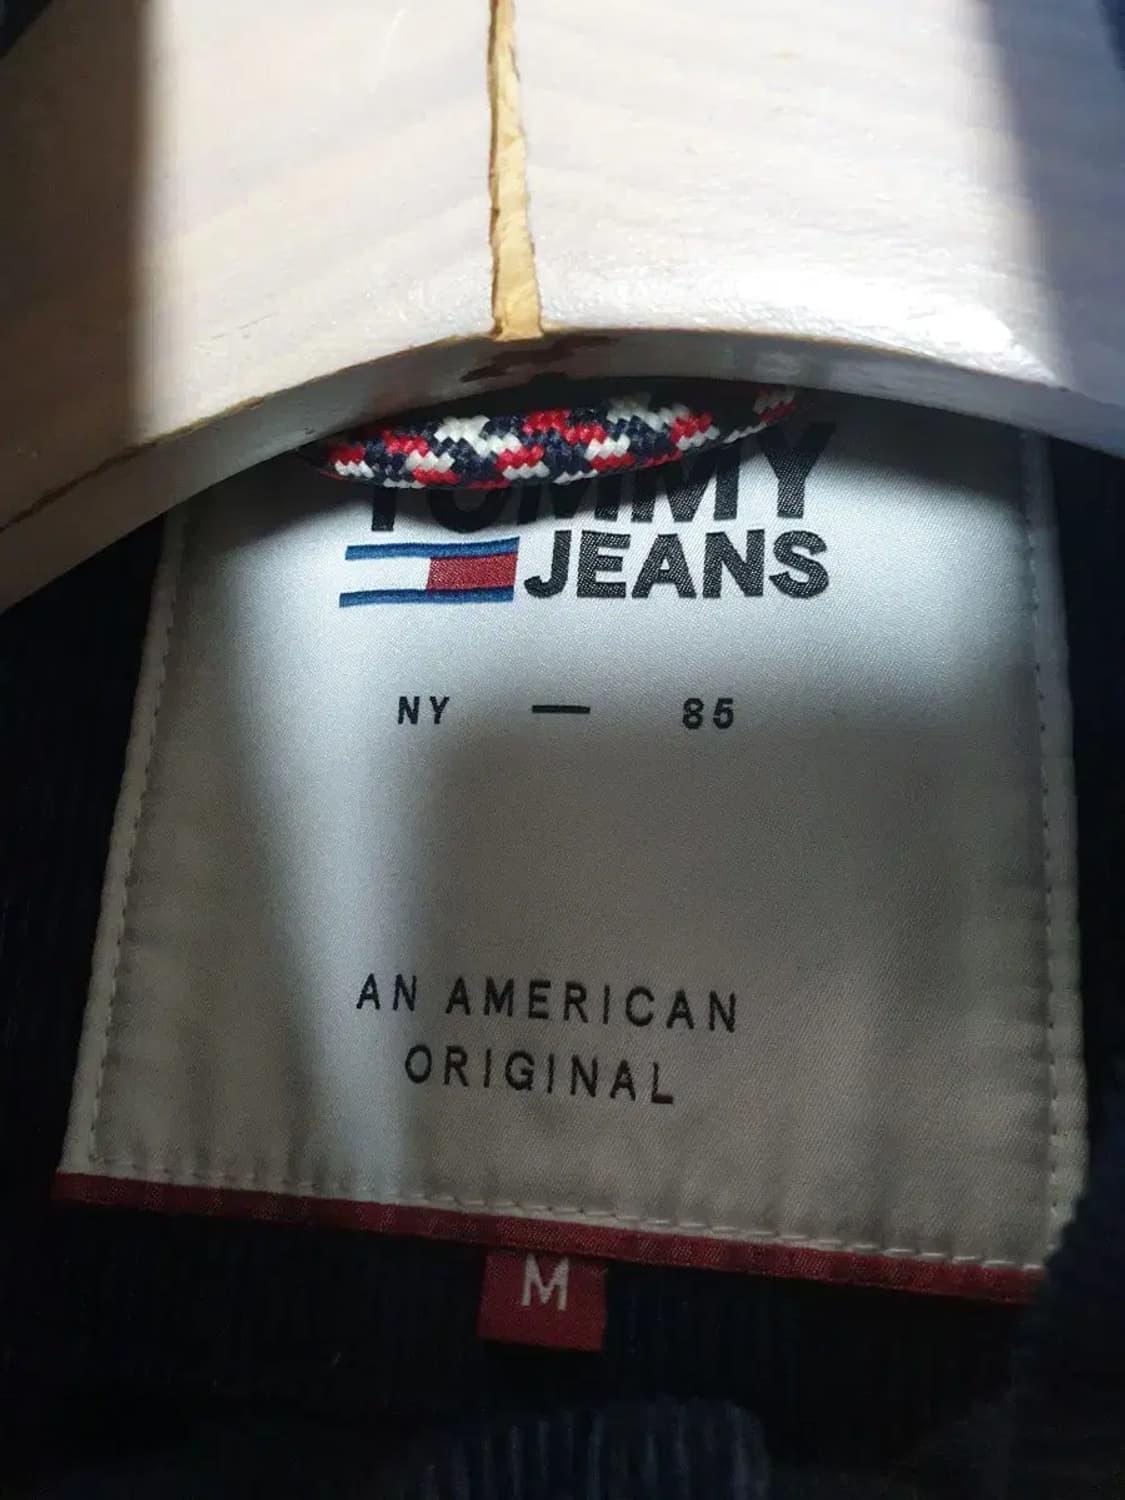 TOMMY
JEANS
NY — 85
AN AMERICAN
ORIGINAL
M